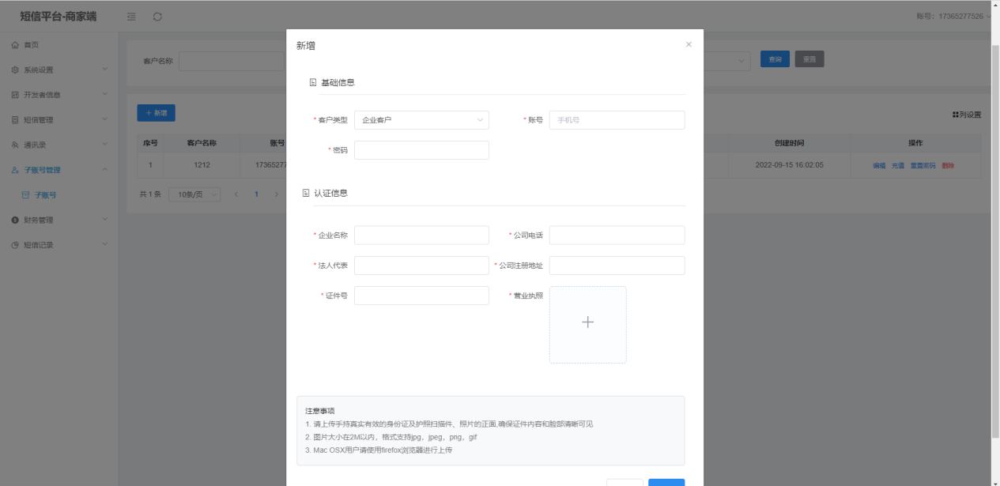 短信平台-商家端
账号：17365277526
首页
系统设置
开发者信息
短信管理
通讯录
子账号管理
子账号
财务管理
短信记录
客户名称
查询
重置
+ 新增
列设置
序号 客户名称 账号 创建时间 操作
1 1212 1736527 2022-09-15 16:02:05 编辑 充值 重置密码 删除
共 1 条 10条/页 1
新增
基础信息
* 客户类型 企业客户
* 账号 手机号
* 密码
认证信息
* 企业名称
* 公司电话
* 法人代表
* 公司注册地址
* 证件号
* 营业执照
注意事项
1. 请上传手持真实有效的身份证及护照扫描件、照片的正面,确保证件内容和脸部清晰可见
2. 图片大小在2M以内，格式支持jpg，jpeg，png，gif
3. Mac OSX用户请使用firefox浏览器进行上传